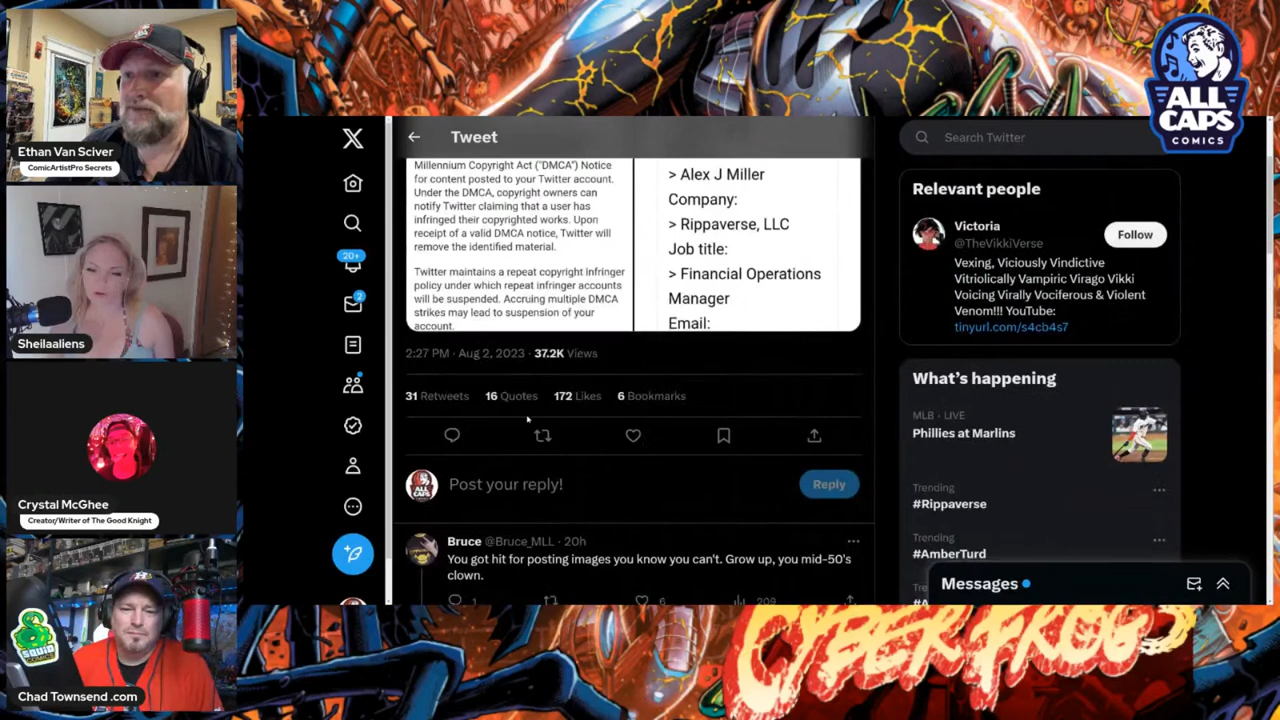 Ethan Van Sciver
ComicArtistPro Secrets
Sheilaaliens
Crystal McGhee
Creator/Writer of The Good Knight
SQUID
COMICS
Chad Townsend .com
Tweet
Millennium Copyright Act ("DMCA") Notice
for content posted to your Twitter account.
Under the DMCA, copyright owners can
notify Twitter claiming that a user has
infringed their copyrighted works. Upon
receipt of a valid DMCA notice, Twitter will
remove the identified material.
Twitter maintains a repeat copyright infringer
policy under which repeat infringer accounts
will be suspended. Accruing multiple DMCA
strikes may lead to suspension of your
account.
> Alex J Miller
Company:
> Rippaverse, LLC
Job title:
> Financial Operations
Manager
Email:
2:27 PM · Aug 2, 2023 · 37.2K Views
31 Retweets 16 Quotes 172 Likes 6 Bookmarks
20+
2
ALL
CAPS
Post your reply!
Reply
Bruce @Bruce_MLL · 20h
You got hit for posting images you know you can't. Grow up, you mid-50's
clown.
1
6
209
ALL
CAPS
COMICS
Search Twitter
Relevant people
Victoria
@TheVikkiVerse
Follow
Vexing, Viciously Vindictive
Vitriolically Vampiric Virago Vikki
Voicing Virally Vociferous & Violent
Venom!!! YouTube:
tinyurl.com/s4cb4s7
What's happening
MLB · LIVE
Phillies at Marlins
Trending
#Rippaverse
Trending
#AmberTurd
Messages
CYBERFROG